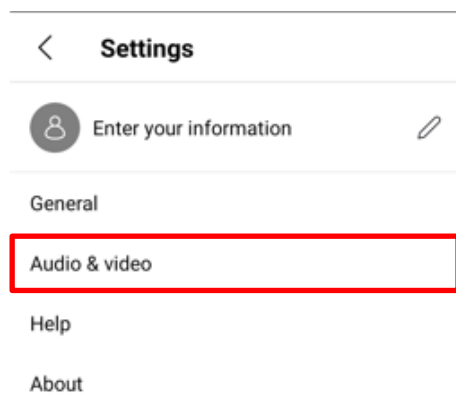 Settings
Enter your information
General
Audio & video
Help
About